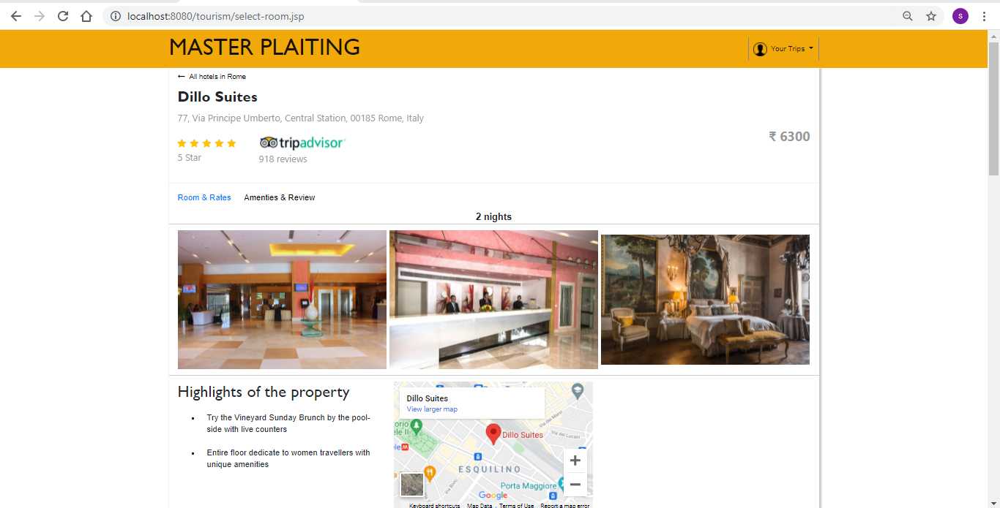 localhost:8080/tourism/select-room.jsp
S
MASTER PLAITING
Your Trips
← All hotels in Rome
Dillo Suites
77, Via Principe Umberto, Central Station, 00185 Rome, Italy
tripadvisor
₹ 6300
5 Star
918 reviews
Room & Rates Amenties & Review
2 nights
Highlights of the property
Try the Vineyard Sunday Brunch by the pool-
side with live counters
Entire floor dedicate to women travellers with
unique amenities
Dillo Suites
View larger map
Via dei Marsi
orio
ele II
Via dei Lucani
Dillo Suites
ele M
ESQUILINO
Porta Maggiore
Google
Keyboard shortcuts Map Data Terms of Use Report a map error